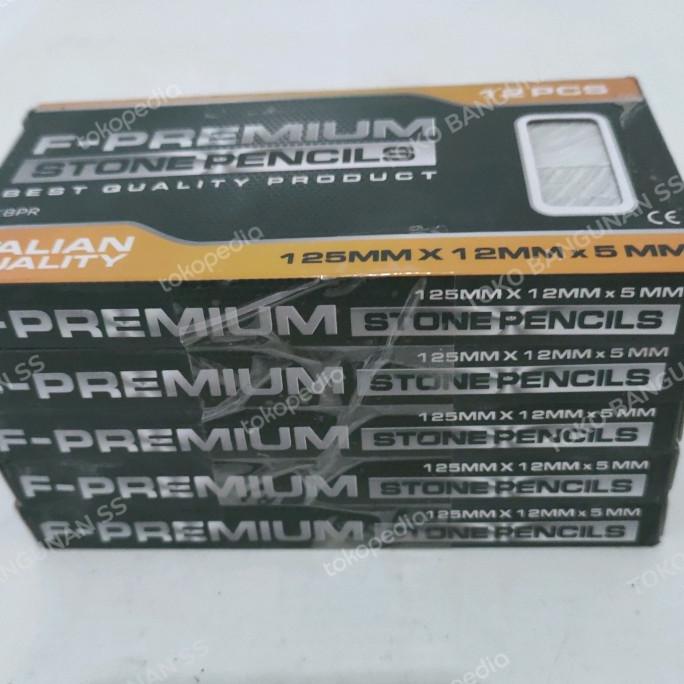 12 PCS
F-PREMIUM
STONE PENCILS
BEST QUALITY PRODUCT
CE
125MM X 12MM x 5 MM
125MM X 12MM x 5 MM
-PREMIUM STONE PENCILS
125MM X 12MM x 5 MM
-PREMIUM STONE PENCILS
125MM X 12MM x 5 MM
F-PREMIUM STONE PENCILS
125MM X 12MM x 5 MM
F-PREMIUM STONE PENCILS
125MM X 12MM x 5 MM
F-PREMIUM STONE PENCILS
tokopedia
TOKO BANGUNAN SS